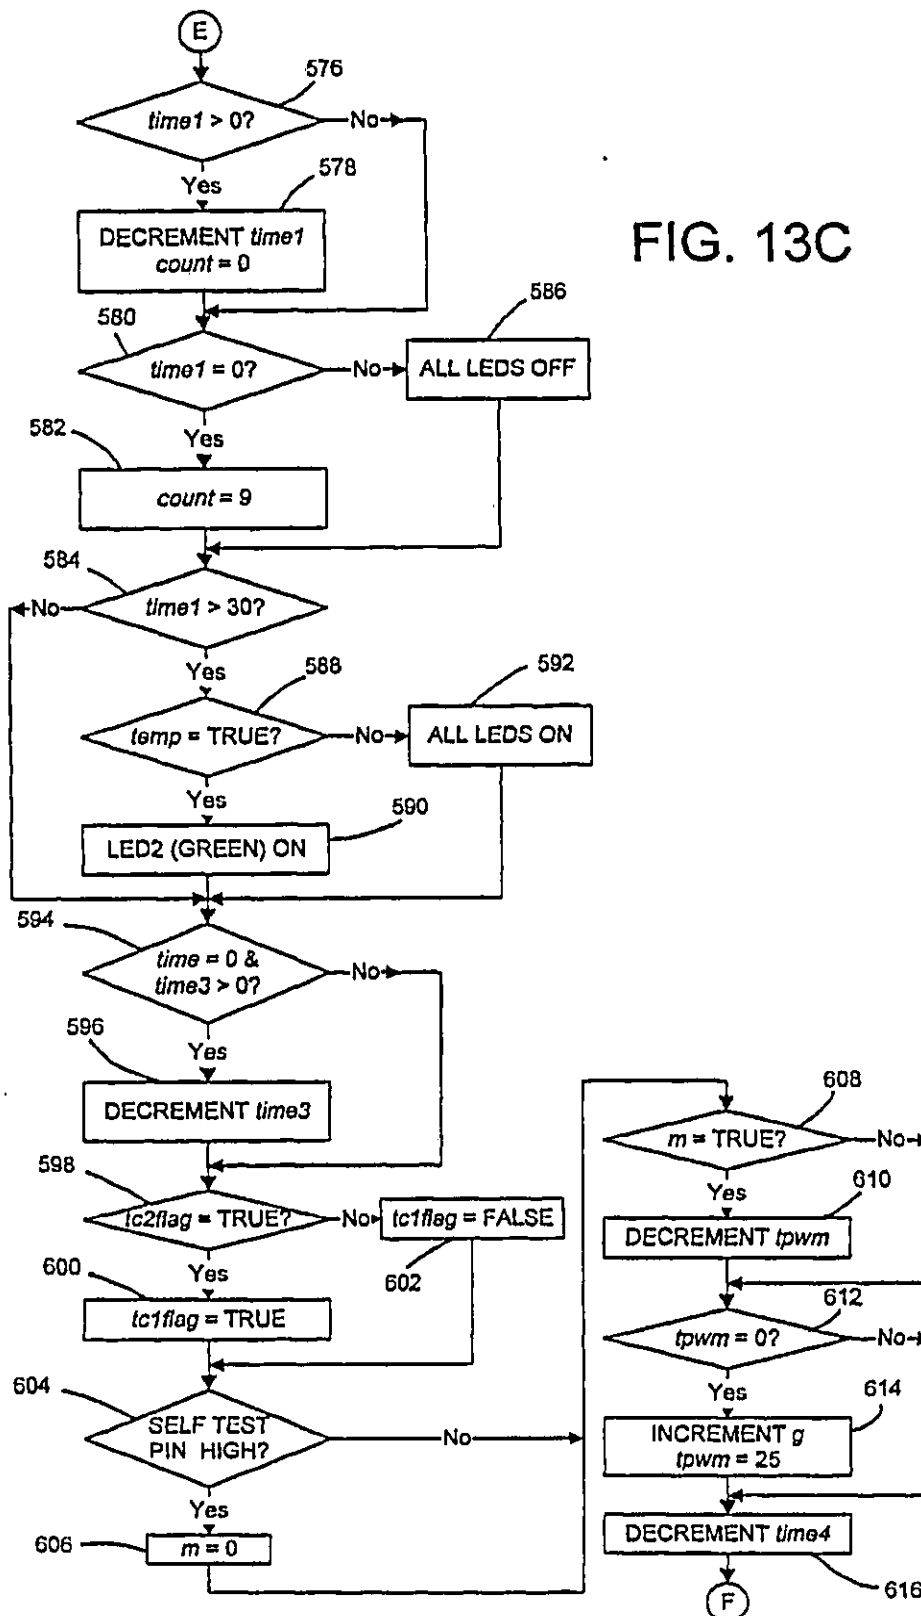 E
576
time1 > 0?
No
Yes
578
DECREMENT time1
count = 0
FIG. 13C
580
586
time1 = 0?
No
ALL LEDS OFF
Yes
582
count = 9
584
time1 > 30?
No
Yes
588
592
temp = TRUE?
No
ALL LEDS ON
Yes
590
LED2 (GREEN) ON
594
time = 0 &
time3 > 0?
No
Yes
596
DECREMENT time3
598
tc2flag = TRUE?
No
tc1flag = FALSE
602
Yes
600
tc1flag = TRUE
604
SELF TEST
PIN HIGH?
No
Yes
606
m = 0
608
m = TRUE?
No
Yes
610
DECREMENT tpwm
612
tpwm = 0?
No
Yes
614
INCREMENT g
tpwm = 25
DECREMENT time4
616
F